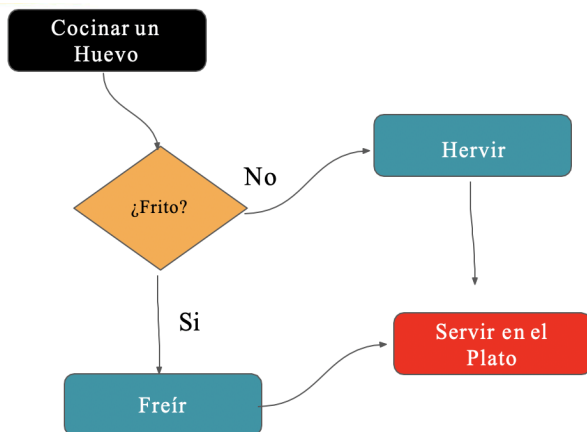 Cocinar un
Huevo
¿Frito?
No
Hervir
Si
Servir en el
Plato
Freír